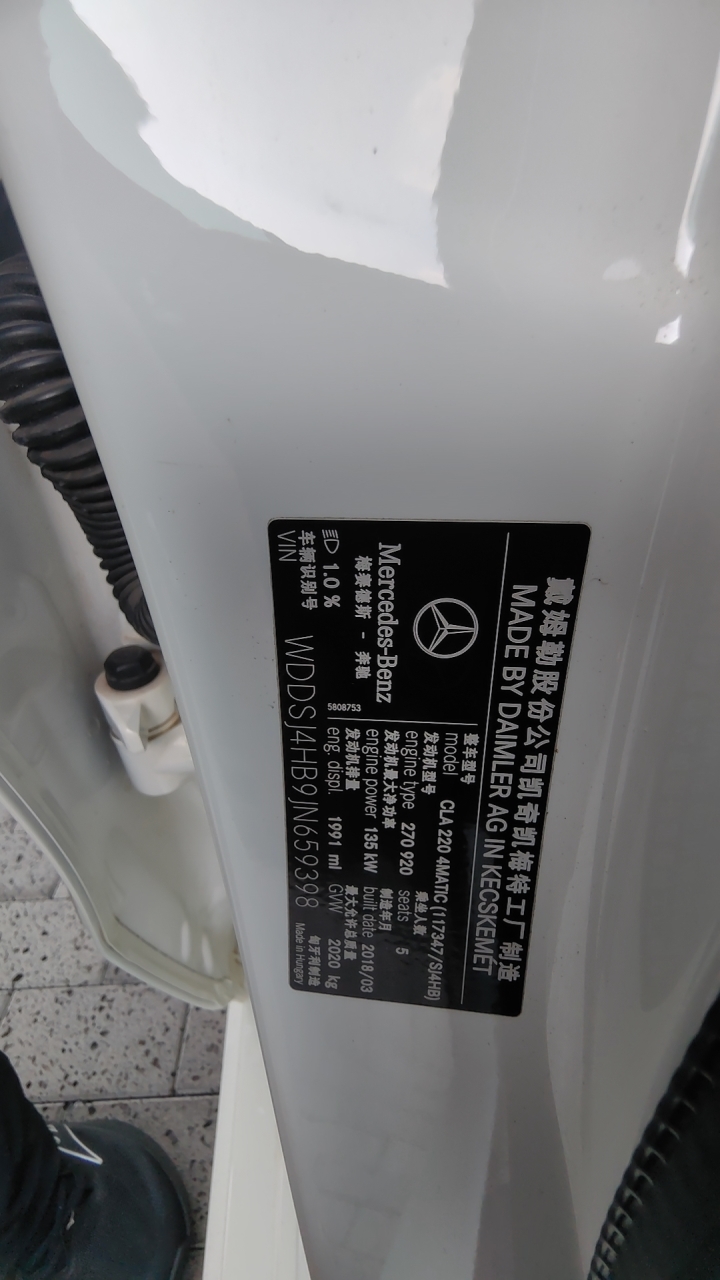 戴姆勒股份公司凯奇凯梅特工厂制造
MADE BY DAIMLER AG IN KECSKEMET
Mercedes-Benz
梅赛德斯 - 奔驰
1.0 %
5808753
整车型号
model CLA 220 4MATIC (117347/SJ4HB)
发动机型号 乘坐人数
engine type 270 920 seats 5
发动机最大净功率 制造年月
engine power 135 kW built date 2018/03
发动机排量 最大允许总质量
eng. displ. 1991 ml GVW 2020 kg
车辆识别号 匈牙利制造
VIN WDDSJ4HB9JN659398 Made in Hungary